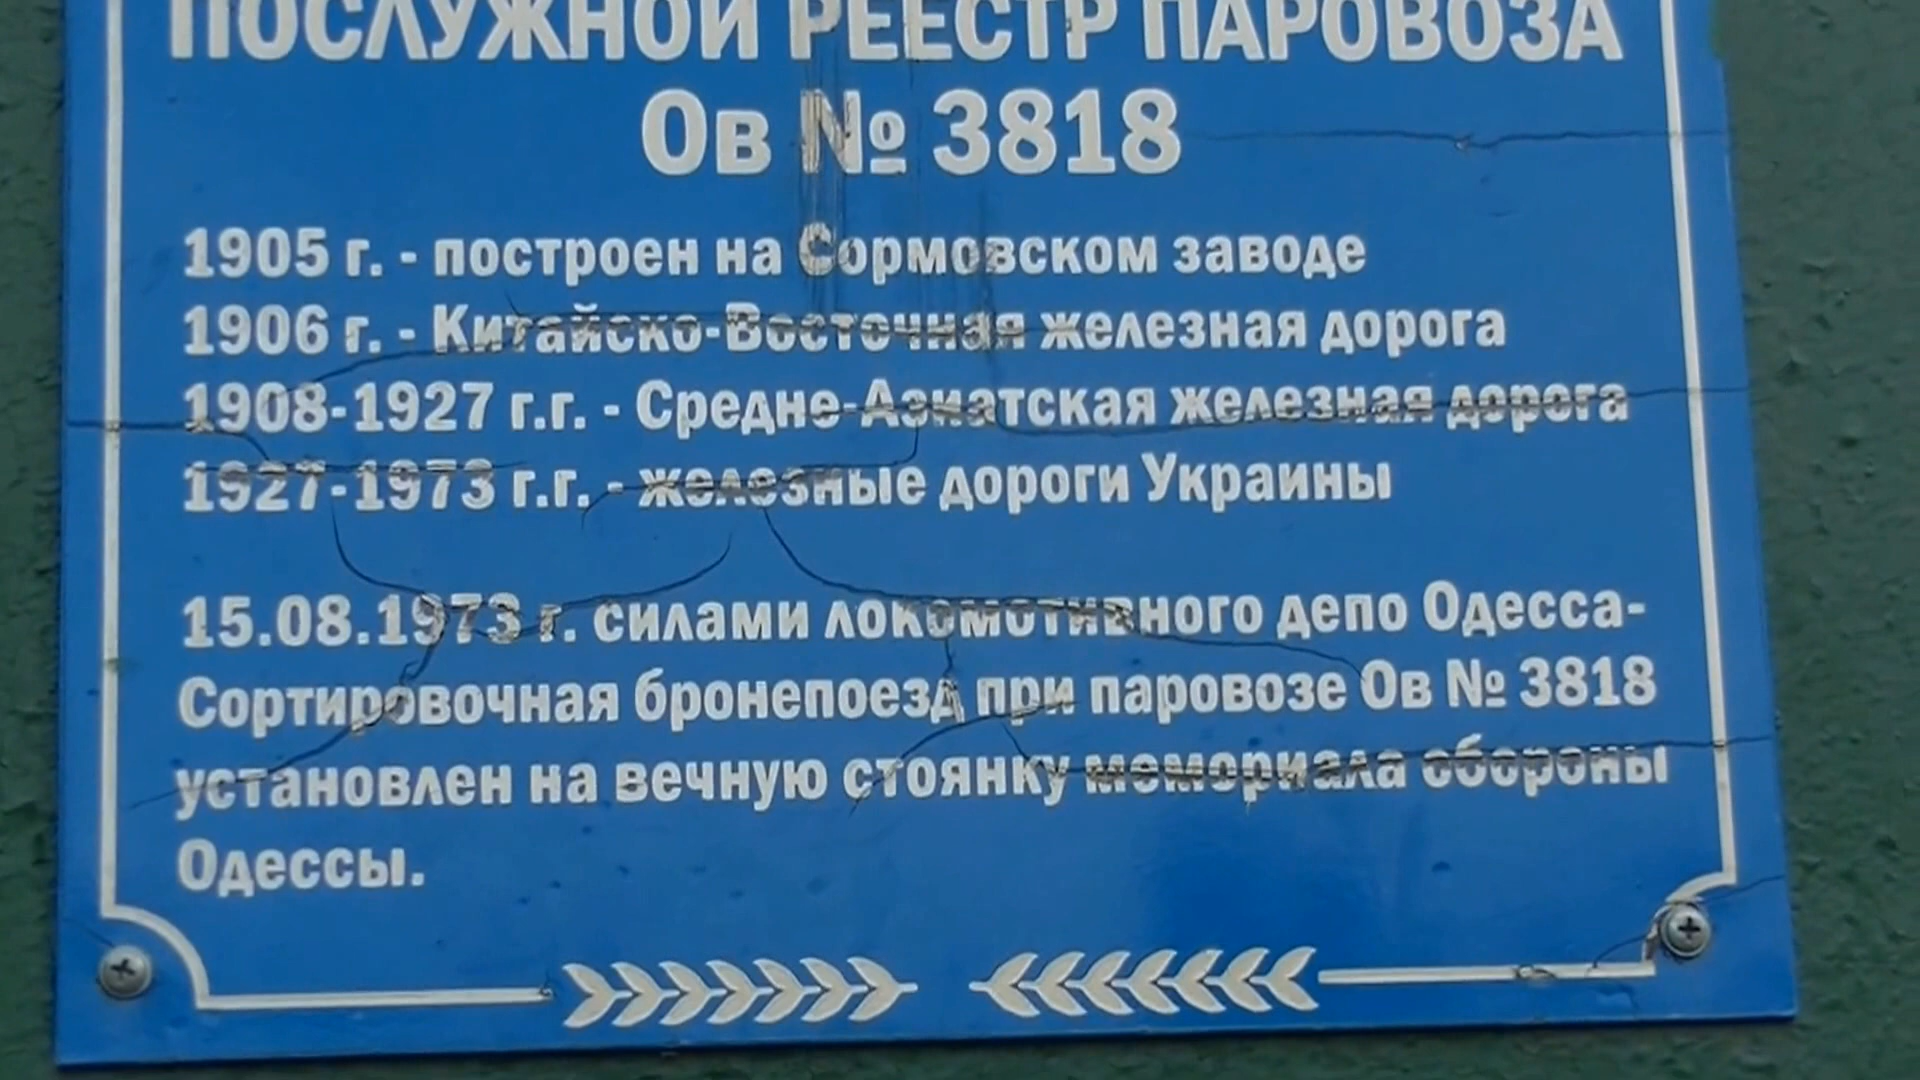 ПОСЛУЖНОЙ РЕЕСТР ПАРОВОЗА
Ов № 3818
1905 г. - построен на Сормовском заводе
1906 г. - Китайско-Восточная железная дорога
1908-1927 г.г. - Средне-Азиатская железная дорога
1927-1973 г.г. - железные дороги Украины
15.08.1973 г. силами локомотивного депо Одесса-
Сортировочная бронепоезд при паровозе Ов № 3818
установлен на вечную стоянку мемориала обороны
Одессы.